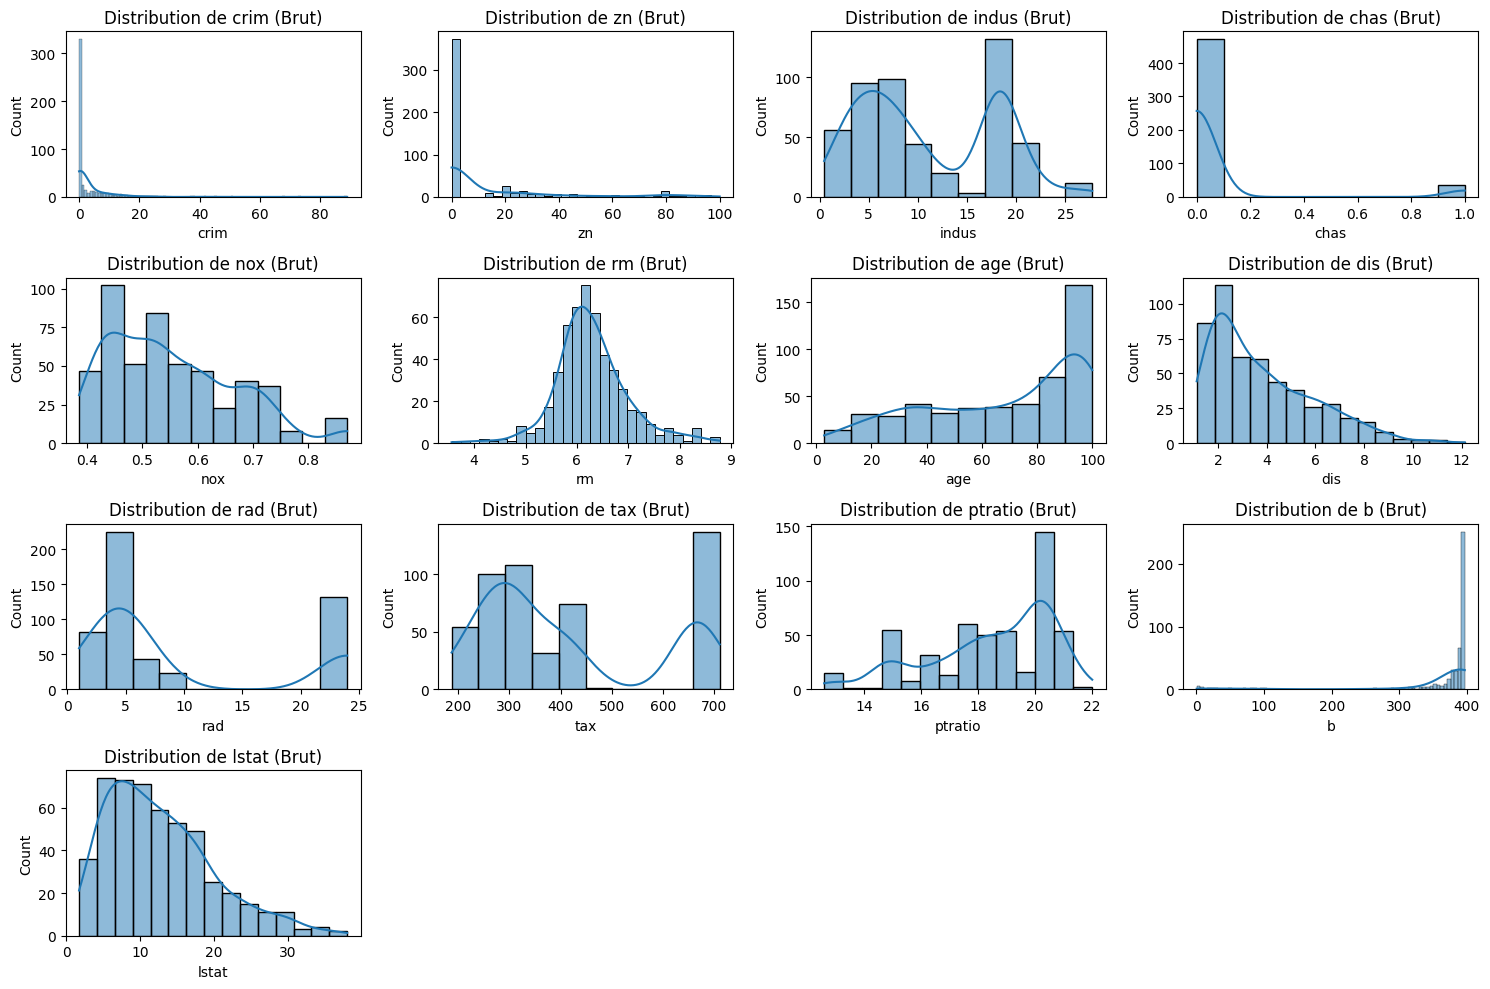 Distribution de crim (Brut)
Count
300
200
100
0
0 20 40 60 80
crim
Distribution de zn (Brut)
Count
300
200
100
0
0 20 40 60 80 100
zn
Distribution de indus (Brut)
Count
100
50
0
0 5 10 15 20 25
indus
Distribution de chas (Brut)
Count
400
300
200
100
0
0.0 0.2 0.4 0.6 0.8 1.0
chas
Distribution de nox (Brut)
Count
100
75
50
25
0
0.4 0.5 0.6 0.7 0.8
nox
Distribution de rm (Brut)
Count
60
40
20
0
4 5 6 7 8 9
rm
Distribution de age (Brut)
Count
150
100
50
0
0 20 40 60 80 100
age
Distribution de dis (Brut)
Count
100
75
50
25
0
2 4 6 8 10 12
dis
Distribution de rad (Brut)
Count
200
150
100
50
0
0 5 10 15 20 25
rad
Distribution de tax (Brut)
Count
100
50
0
200 300 400 500 600 700
tax
Distribution de ptratio (Brut)
Count
150
100
50
0
14 16 18 20 22
ptratio
Distribution de b (Brut)
Count
200
100
0
0 100 200 300 400
b
Distribution de lstat (Brut)
Count
60
40
20
0
0 10 20 30
lstat